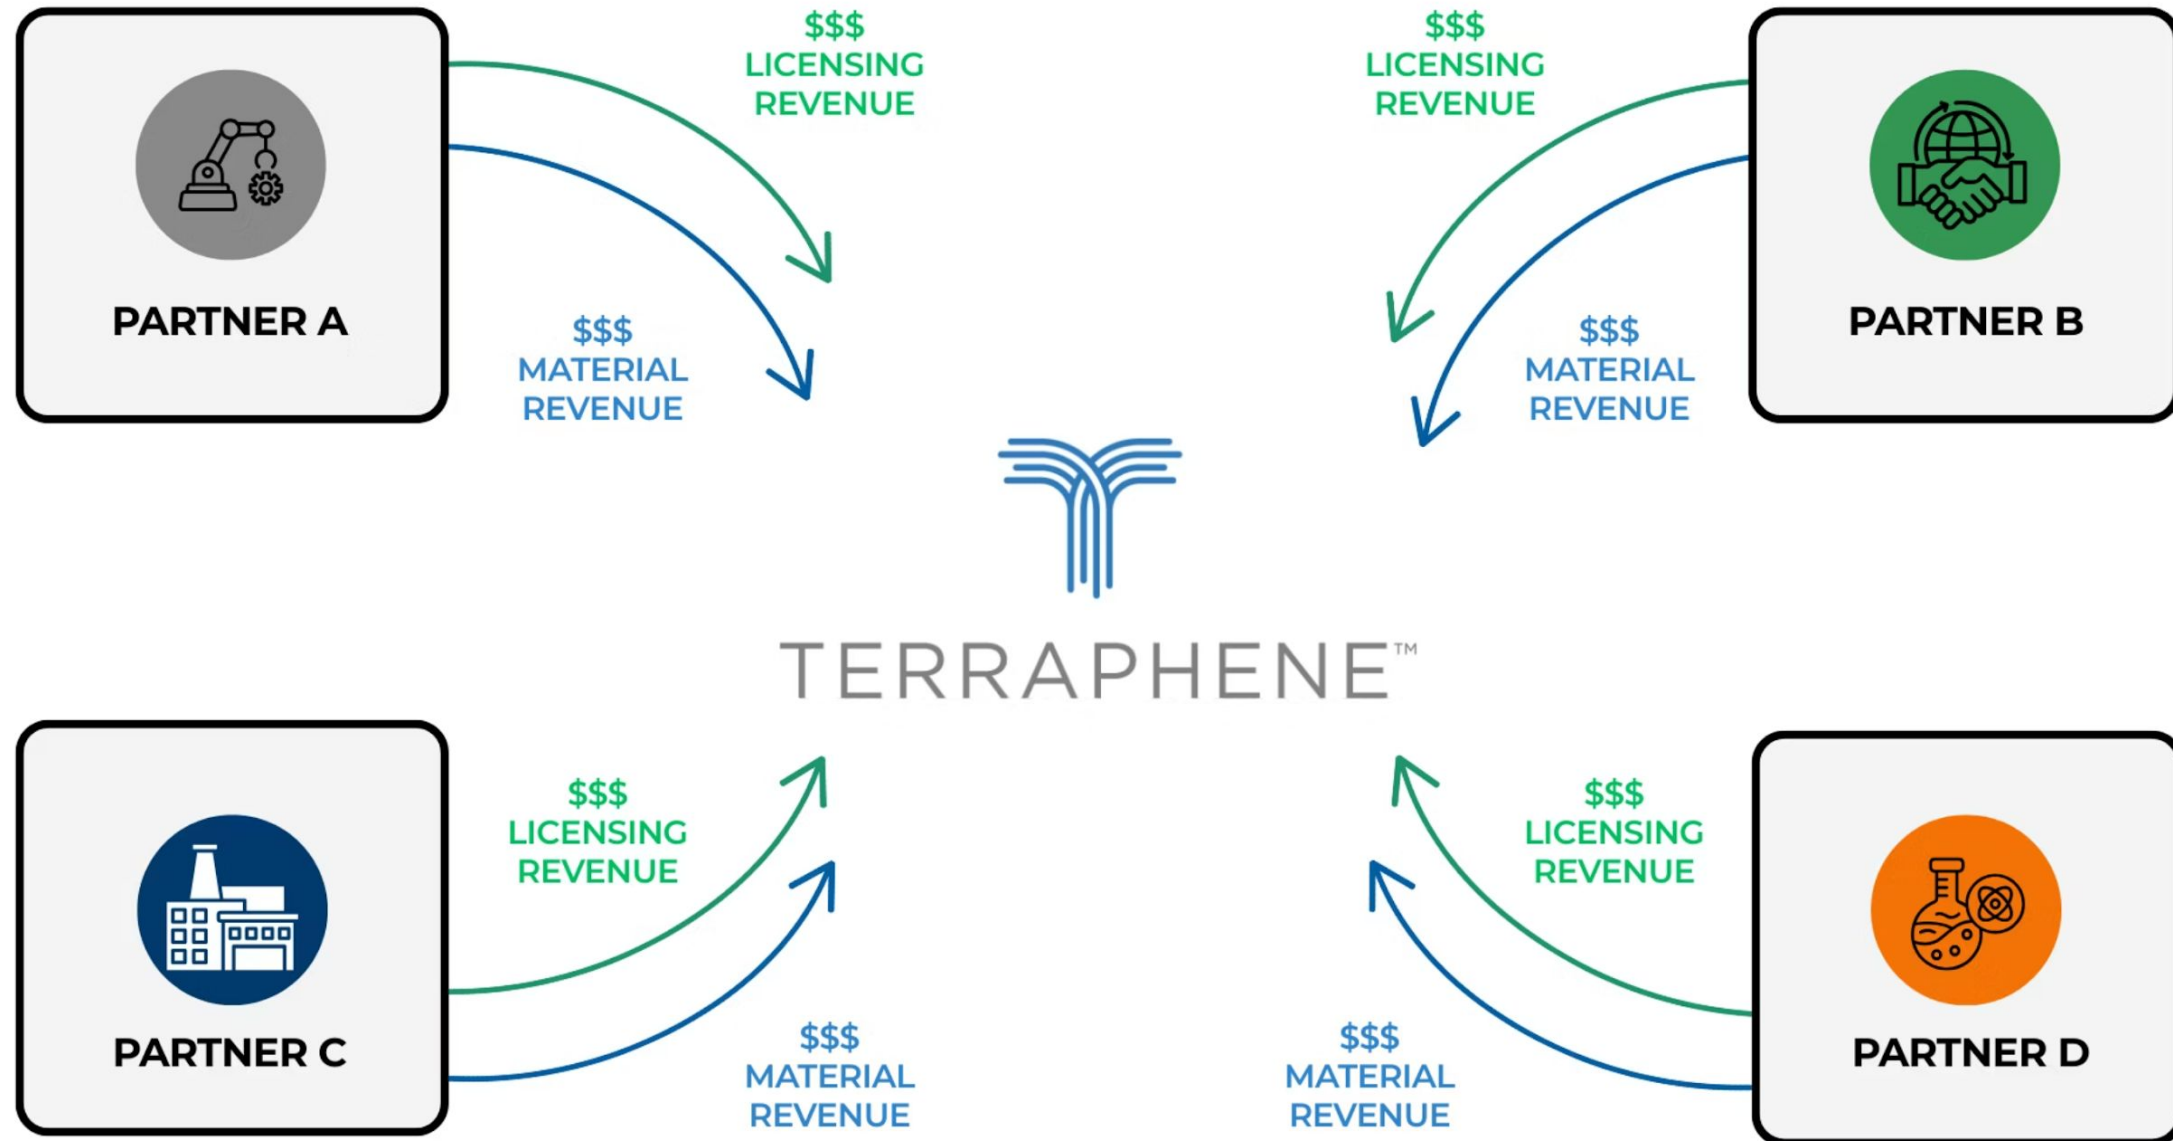 $$$
LICENSING
REVENUE
$$$
LICENSING
REVENUE
PARTNER A
$$$
MATERIAL
REVENUE
$$$
MATERIAL
REVENUE
PARTNER B
TERRAPHENE™
$$$
LICENSING
REVENUE
$$$
LICENSING
REVENUE
PARTNER C
$$$
MATERIAL
REVENUE
$$$
MATERIAL
REVENUE
PARTNER D